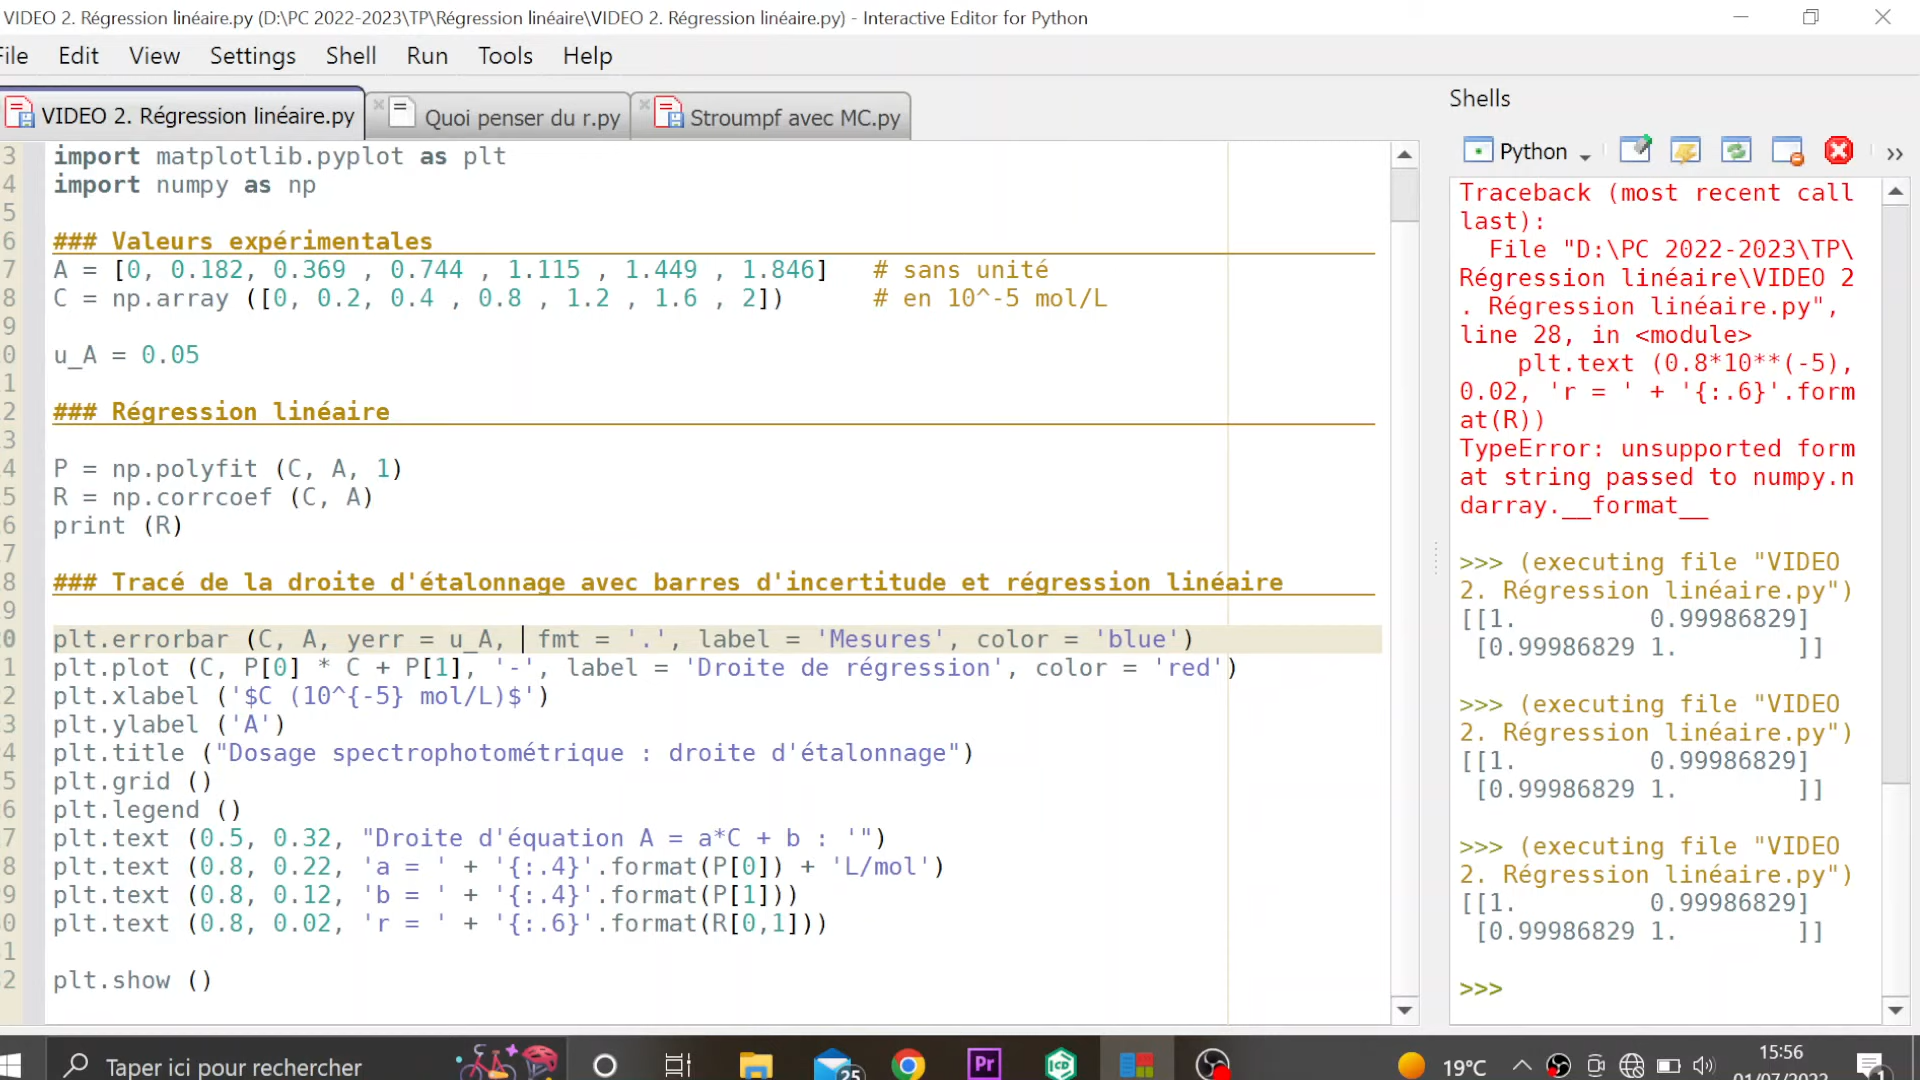 VIDEO 2. Régression linéaire.py (D:\PC 2022-2023\TP\Régression linéaire\VIDEO 2. Régression linéaire.py) - Interactive Editor for Python
File Edit View Settings Shell Run Tools Help
VIDEO 2. Régression linéaire.py Quoi penser du r.py Stroumpf avec MC.py
3 import matplotlib.pyplot as plt
4 import numpy as np
5
6 ### Valeurs expérimentales
7 A = [0, 0.182, 0.369 , 0.744 , 1.115 , 1.449 , 1.846] # sans unité
8 C = np.array ([0, 0.2, 0.4 , 0.8 , 1.2 , 1.6 , 2]) # en 10^-5 mol/L
9
0 u_A = 0.05
1
2 ### Régression linéaire
3
4 P = np.polyfit (C, A, 1)
5 R = np.corrcoef (C, A)
6 print (R)
7
8 ### Tracé de la droite d'étalonnage avec barres d'incertitude et régression linéaire
9
20 plt.errorbar (C, A, yerr = u_A, fmt = '.', label = 'Mesures', color = 'blue')
1 plt.plot (C, P[0] * C + P[1], '-', label = 'Droite de régression', color = 'red')
2 plt.xlabel ('$C (10^{-5} mol/L)$')
3 plt.ylabel ('A')
4 plt.title ("Dosage spectrophotométrique : droite d'étalonnage")
5 plt.grid ()
6 plt.legend ()
7 plt.text (0.5, 0.32, "Droite d'équation A = a*C + b : '")
8 plt.text (0.8, 0.22, 'a = ' + '{:.4}'.format(P[0]) + 'L/mol')
9 plt.text (0.8, 0.12, 'b = ' + '{:.4}'.format(P[1]))
0 plt.text (0.8, 0.02, 'r = ' + '{:.6}'.format(R[0,1]))
1
2 plt.show ()
Shells
Python »
Traceback (most recent call
last):
File "D:\PC 2022-2023\TP\
Régression linéaire\VIDEO 2
. Régression linéaire.py",
line 28, in <module>
plt.text (0.8*10**(-5),
0.02, 'r = ' + '{:.6}'.form
at(R))
TypeError: unsupported form
at string passed to numpy.n
darray.__format__
>>> (executing file "VIDEO
2. Régression linéaire.py")
[[1. 0.99986829]
[0.99986829 1. ]]
>>> (executing file "VIDEO
2. Régression linéaire.py")
[[1. 0.99986829]
[0.99986829 1. ]]
>>> (executing file "VIDEO
2. Régression linéaire.py")
[[1. 0.99986829]
[0.99986829 1. ]]
>>>
Taper ici pour rechercher
25
Pr
19°C
15:56
01/07/2022
1